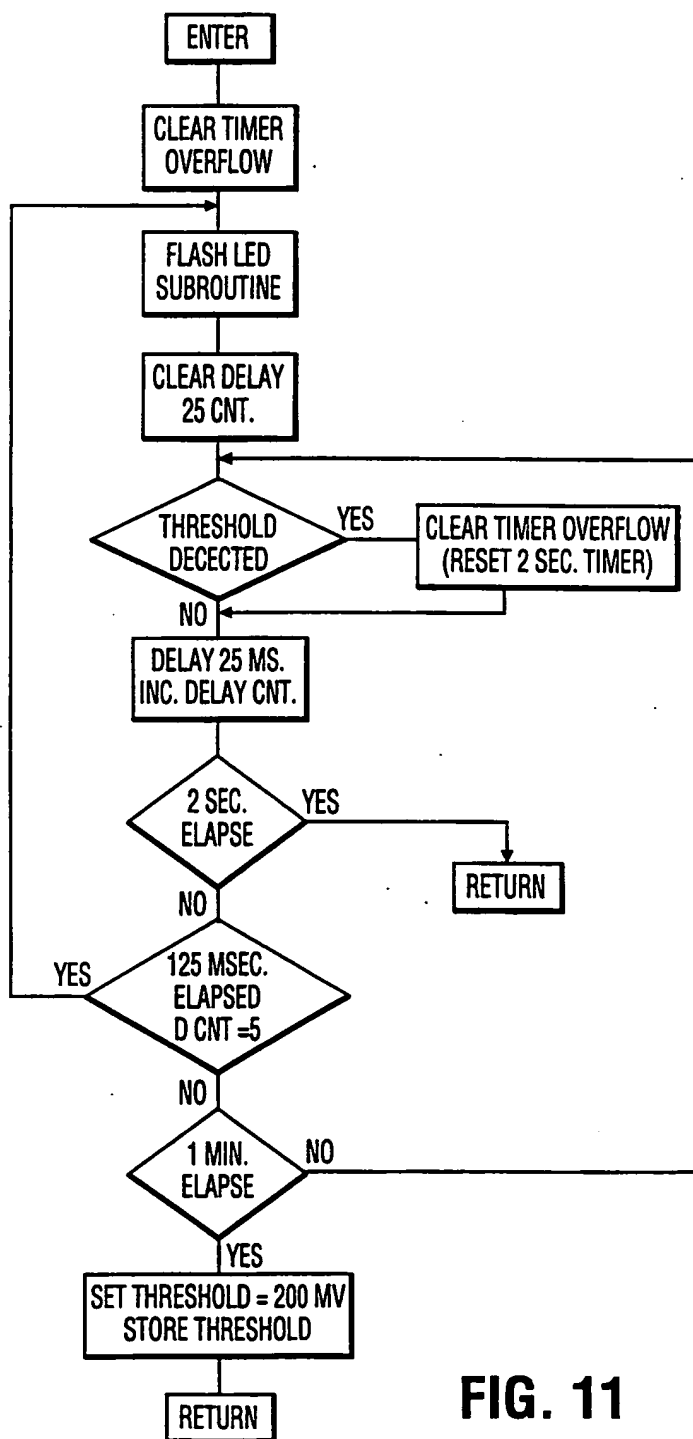 ENTER
CLEAR TIMER
OVERFLOW
FLASH LED
SUBROUTINE
CLEAR DELAY
25 CNT.
THRESHOLD
DECECTED
YES
CLEAR TIMER OVERFLOW
(RESET 2 SEC. TIMER)
NO
DELAY 25 MS.
INC. DELAY CNT.
2 SEC.
ELAPSE
YES
RETURN
NO
YES
125 MSEC.
ELAPSED
D CNT =5
NO
1 MIN.
ELAPSE
NO
YES
SET THRESHOLD = 200 MV
STORE THRESHOLD
RETURN
FIG. 11